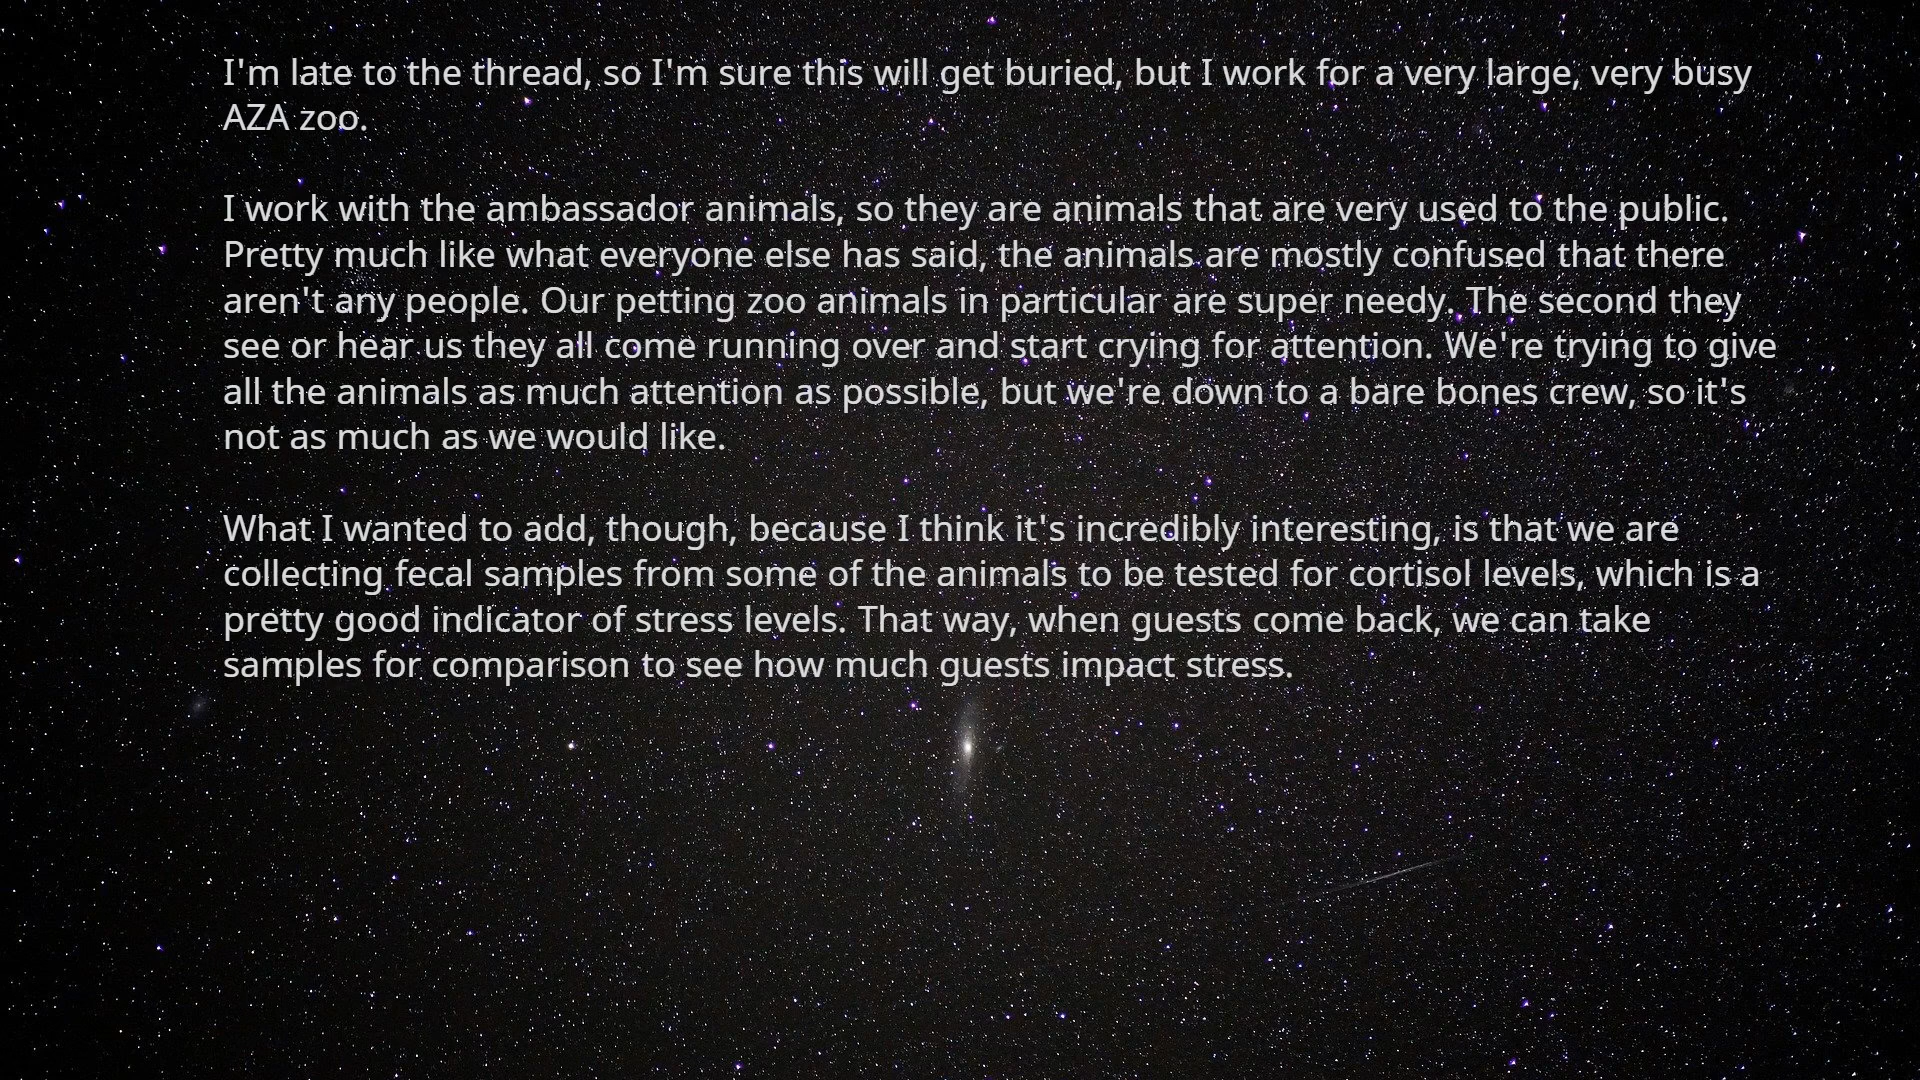 I'm late to the thread, so I'm sure this will get buried, but I work for a very large, very busy
AZA zoo.
I work with the ambassador animals, so they are animals that are very used to the public.
Pretty much like what everyone else has said, the animals are mostly confused that there
aren't any people. Our petting zoo animals in particular are super needy. The second they
see or hear us they all come running over and start crying for attention. We're trying to give
all the animals as much attention as possible, but we're down to a bare bones crew, so it's
not as much as we would like.
What I wanted to add, though, because I think it's incredibly interesting, is that we are
collecting fecal samples from some of the animals to be tested for cortisol levels, which is a
pretty good indicator of stress levels. That way, when guests come back, we can take
samples for comparison to see how much guests impact stress.